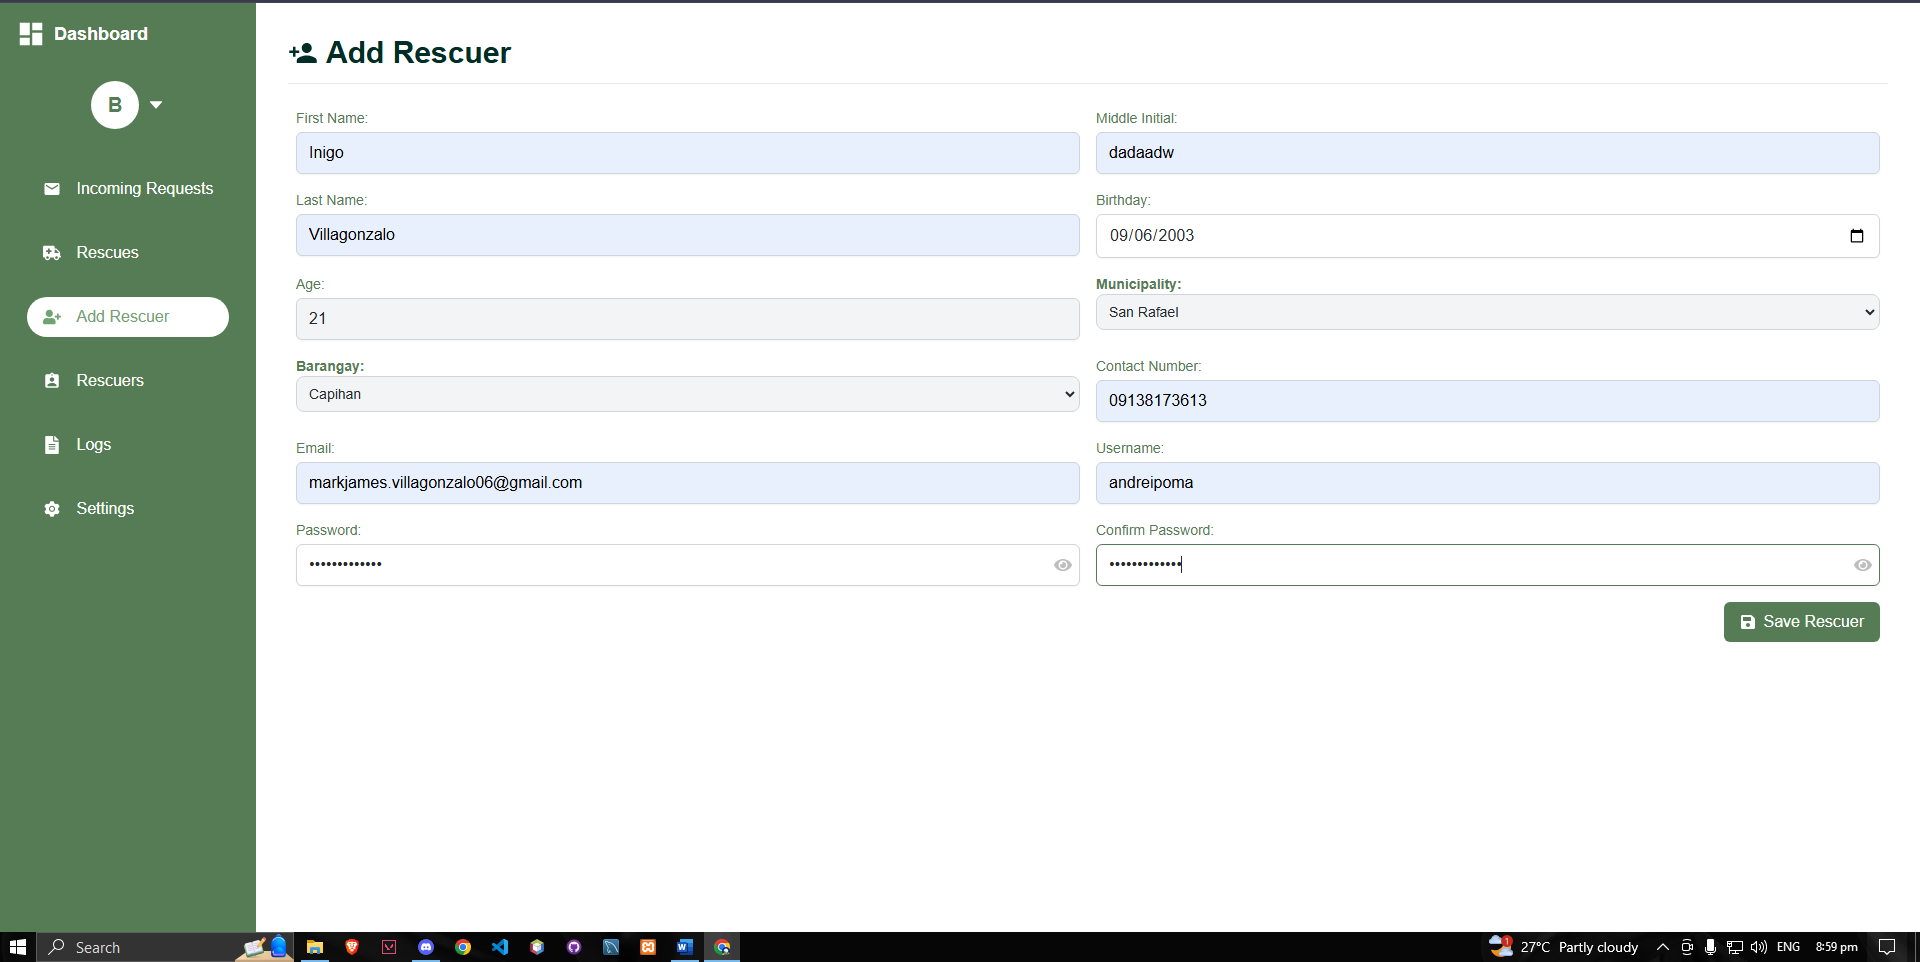 Dashboard
B
Incoming Requests
Rescues
Add Rescuer
Rescuers
Logs
Settings
Add Rescuer
First Name:
Middle Initial:
Inigo
dadaadw
Last Name:
Birthday:
Villagonzalo
09/06/2003
Age:
Municipality:
21
San Rafael
Barangay:
Contact Number:
Capihan
09138173613
Email:
Username:
markjames.villagonzalo06@gmail.com
andreipoma
Password:
Confirm Password:
•••••••••••••
•••••••••••••
Save Rescuer
Search
1
27°C Partly cloudy
ENG
8:59 pm